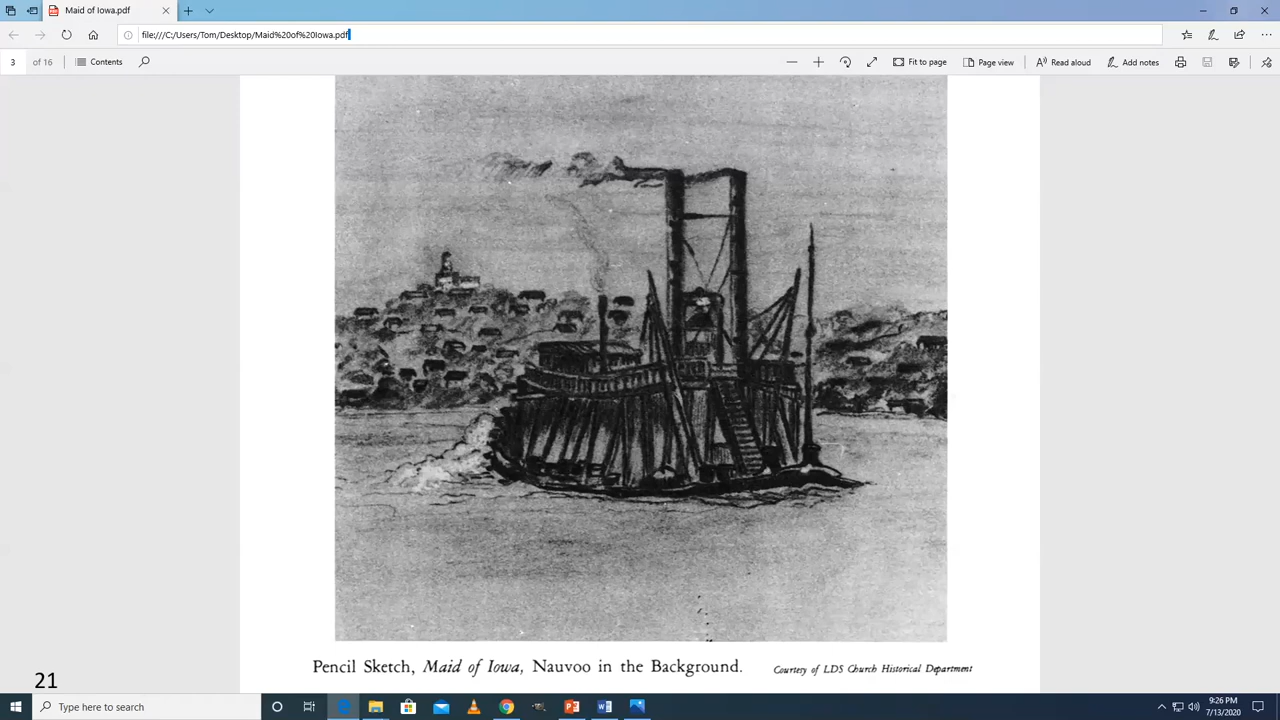 Maid of Iowa.pdf
file:///C:/Users/Tom/Desktop/Maid%20of%20Iowa.pdf
3 of 16 Contents Fit to page Page view Read aloud Add notes
Pencil Sketch, Maid of Iowa, Nauvoo in the Background. Courtesy of LDS Church Historical Department
21
Type here to search
9:26 PM
7/13/2020